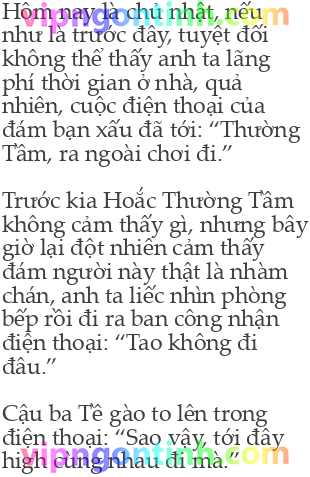 vipngontinh.com
Hôm nay là chủ nhật, nếu
như là trước đây, tuyệt đối
không thể thấy anh ta lãng
phí thời gian ở nhà, quả
nhiên, cuộc điện thoại của
đám bạn xấu đã tới: “Thường
Tầm, ra ngoài chơi đi.”
Trước kia Hoắc Thường Tầm
không cảm thấy gì, nhưng bây
giờ lại đột nhiên cảm thấy
đám người này thật là nhàm
chán, anh ta liếc nhìn phòng
bếp rồi đi ra ban công nhận
điện thoại: “Tao không đi
đâu.”
Cậu ba Tề gào to lên trong
điện thoại: “Sao vậy, tới đây
high cùng nhau đi mà.”
vipngontinh.com